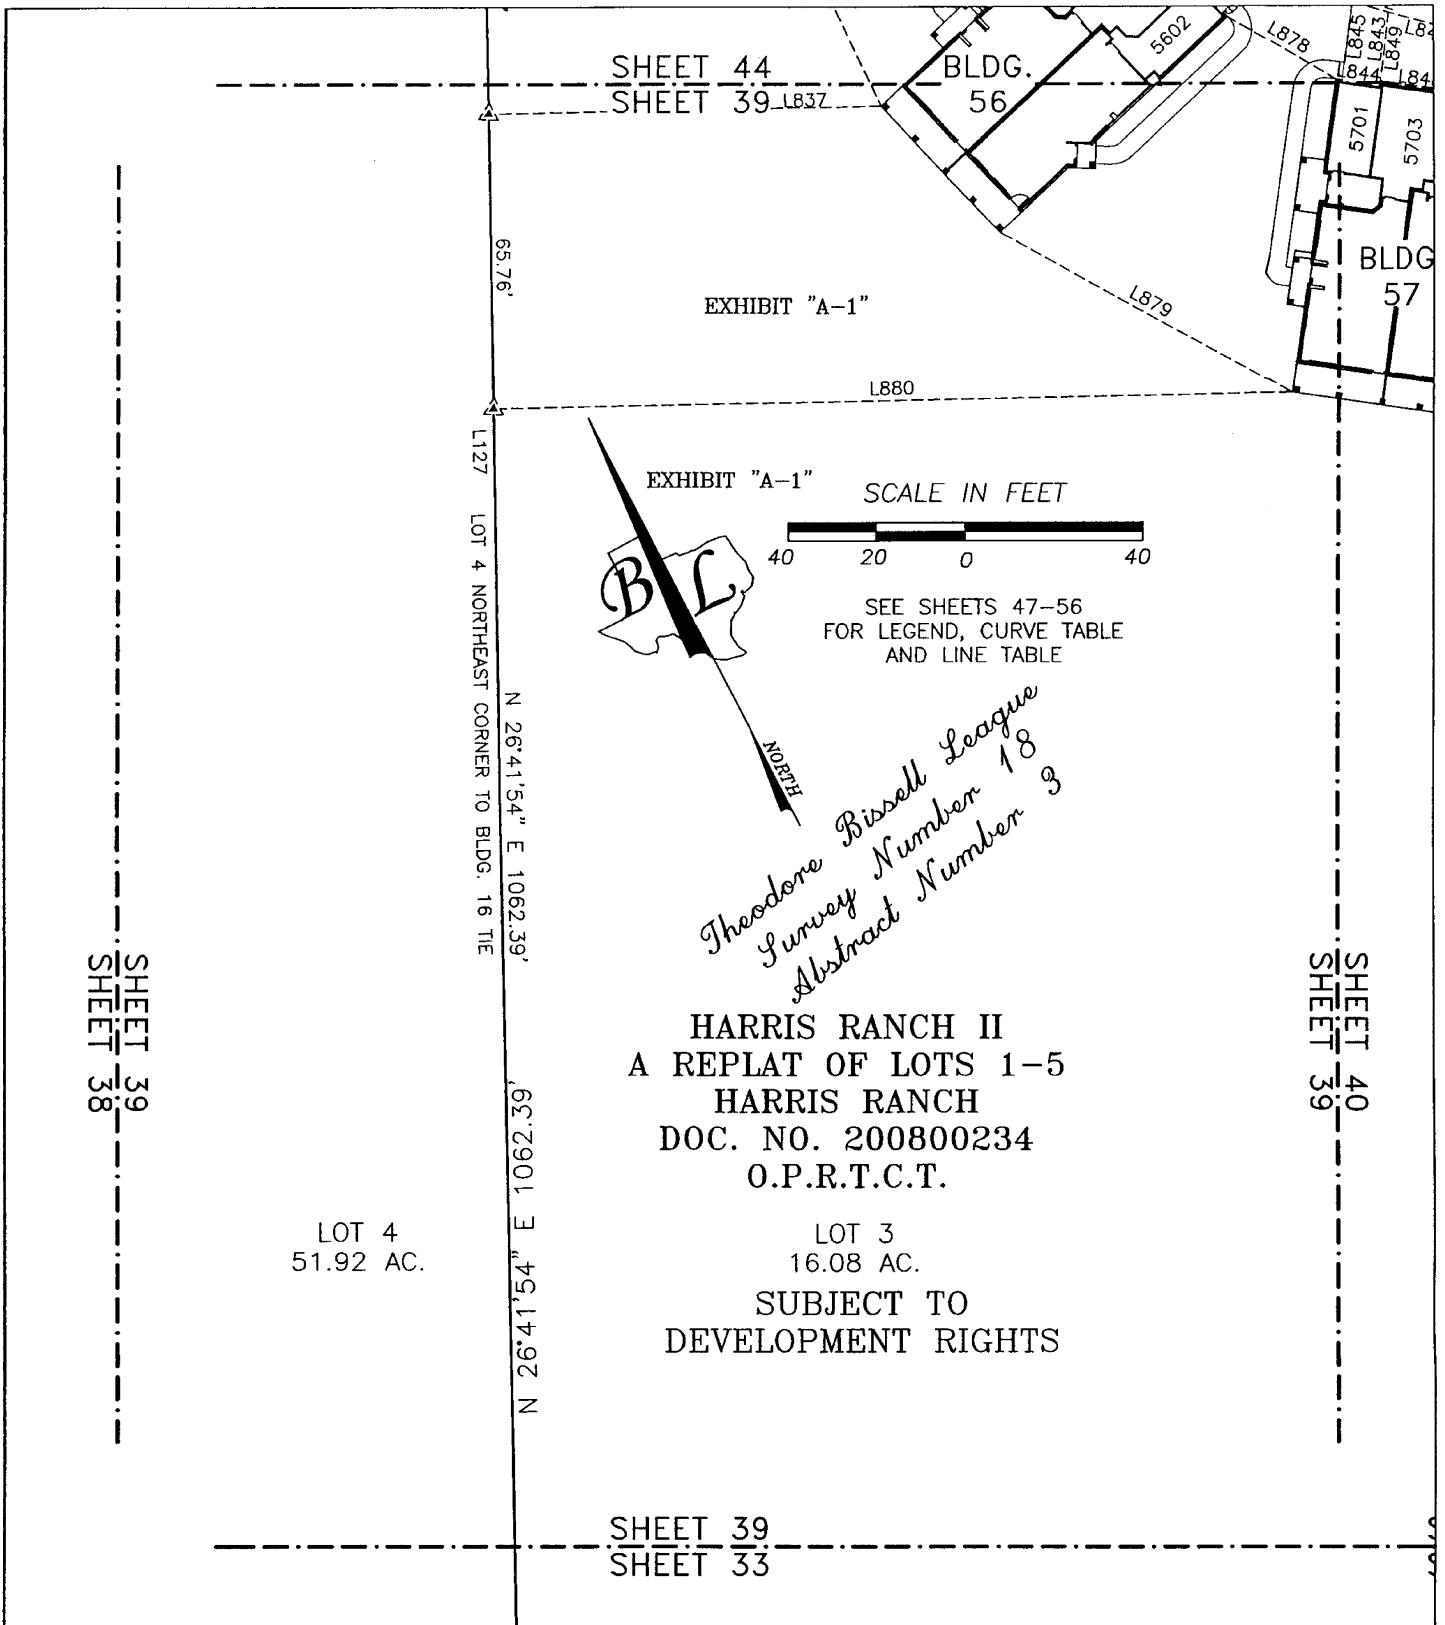 SHEET 44
SHEET 39
L837
BLDG.
56
5602
L878
L845
L843
L849
L844
5701
5703
BLDG
57
65.76'
EXHIBIT "A-1"
L879
L880
L127 LOT 4 NORTHEAST CORNER TO BLDG. 16 TIE
EXHIBIT "A-1"
SCALE IN FEET
40 20 0 40
B L
SEE SHEETS 47-56
FOR LEGEND, CURVE TABLE
AND LINE TABLE
NORTH
N 26°41'54" E 1062.39'
Theodore Bissell League
Survey Number 18
Abstract Number 3
SHEET 39
SHEET 38
SHEET 40
SHEET 39
HARRIS RANCH II
A REPLAT OF LOTS 1-5
HARRIS RANCH
DOC. NO. 200800234
O.P.R.T.C.T.
N 26°41'54" E 1062.39'
LOT 4
51.92 AC.
LOT 3
16.08 AC.
SUBJECT TO
DEVELOPMENT RIGHTS
SHEET 39
SHEET 33